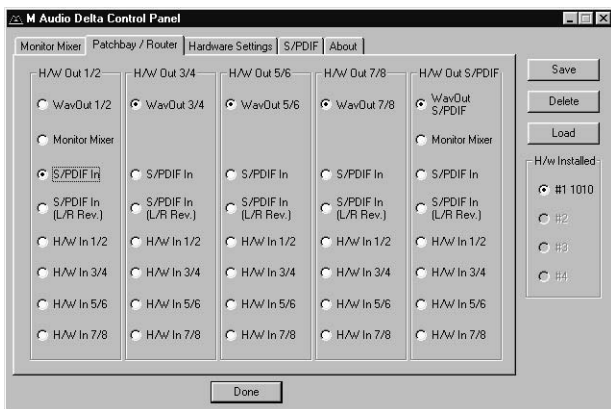 M Audio Delta Control Panel
Monitor Mixer Patchbay / Router Hardware Settings S/PDIF About
H/W Out 1/2
WavOut 1/2
Monitor Mixer
S/PDIF In
S/PDIF In
(L/R Rev.)
H/W In 1/2
H/W In 3/4
H/W In 5/6
H/W In 7/8
H/W Out 3/4
WavOut 3/4
S/PDIF In
S/PDIF In
(L/R Rev.)
H/W In 1/2
H/W In 3/4
H/W In 5/6
H/W In 7/8
H/W Out 5/6
WavOut 5/6
S/PDIF In
S/PDIF In
(L/R Rev.)
H/W In 1/2
H/W In 3/4
H/W In 5/6
H/W In 7/8
H/W Out 7/8
WavOut 7/8
S/PDIF In
S/PDIF In
(L/R Rev.)
H/W In 1/2
H/W In 3/4
H/W In 5/6
H/W In 7/8
H/W Out S/PDIF
WavOut
S/PDIF
Monitor Mixer
S/PDIF In
S/PDIF In
(L/R Rev.)
H/W In 1/2
H/W In 3/4
H/W In 5/6
H/W In 7/8
Save
Delete
Load
H/w Installed
#1 1010
#2
#3
#4
Done